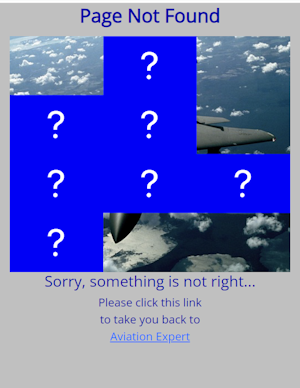 Page Not Found
?
? ?
? ? ?
?
Sorry, something is not right...
Please click this link
to take you back to
Aviation Expert